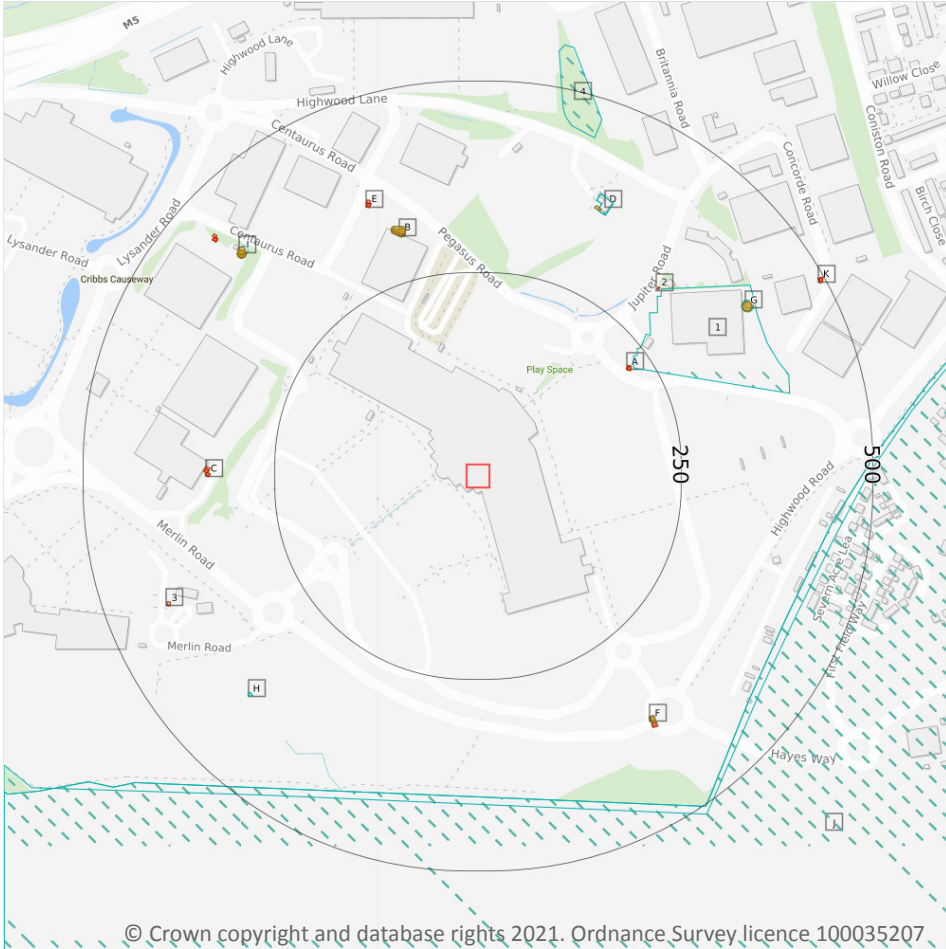 M5
Highwood Lane
Britannia Road
Willow Close
4
Highwood Lane
Coniston Road
Centaurus Road
Concorde Road
E
D
Birch Close
B
Lysander Road
Centaurus Road
I
Lysander Road
Pegasus Road
Cribbs Causeway
Jupiter Road
2
K
G
1
A
Play Space
250
500
C
Highwood Road
Merlin Road
Severn Acre Lea
3
First Field Way
Merlin Road
H
F
Hayes Way
J
© Crown copyright and database rights 2021. Ordnance Survey licence 100035207